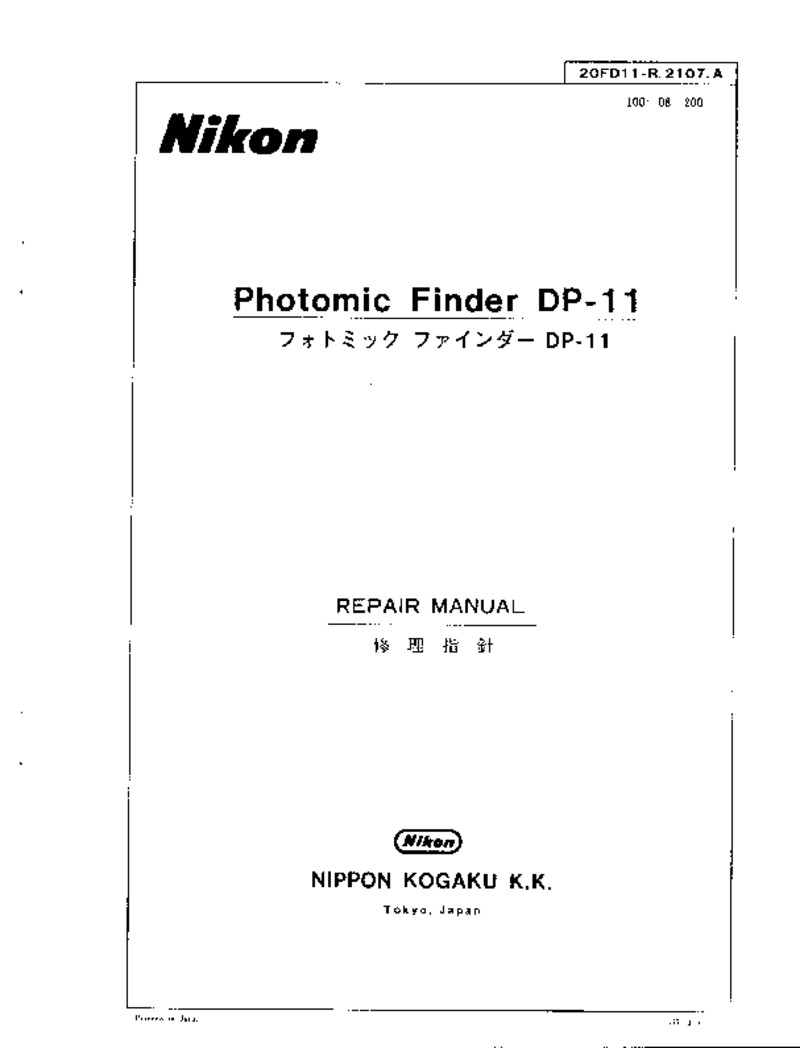 20FD11-R.2107.A
100· 08 200
Nikon
Photomic Finder DP-11
フォトミック ファインダー DP-11
REPAIR MANUAL
修 理 指 針
Nikon
NIPPON KOGAKU K.K.
Tokyo, Japan
Printed in Japan